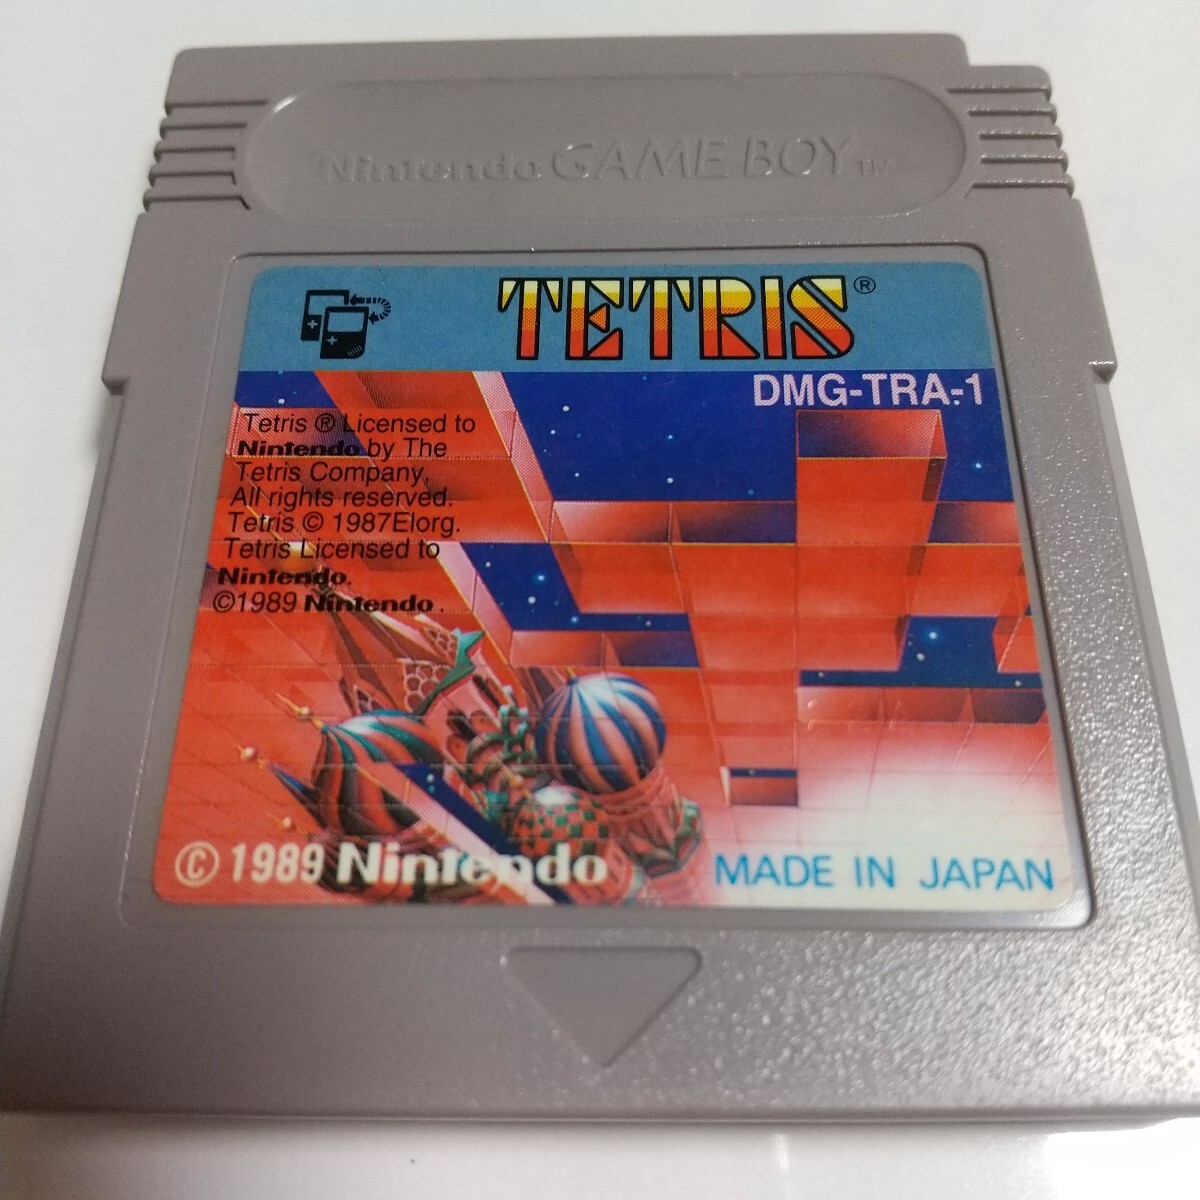 Nintendo GAME BOY TM
TETRIS®
DMG-TRA-1
Tetris ® Licensed to
Nintendo by The
Tetris Company.
All rights reserved.
Tetris © 1987Elorg.
Tetris Licensed to
Nintendo.
©1989 Nintendo.
© 1989 Nintendo
MADE IN JAPAN